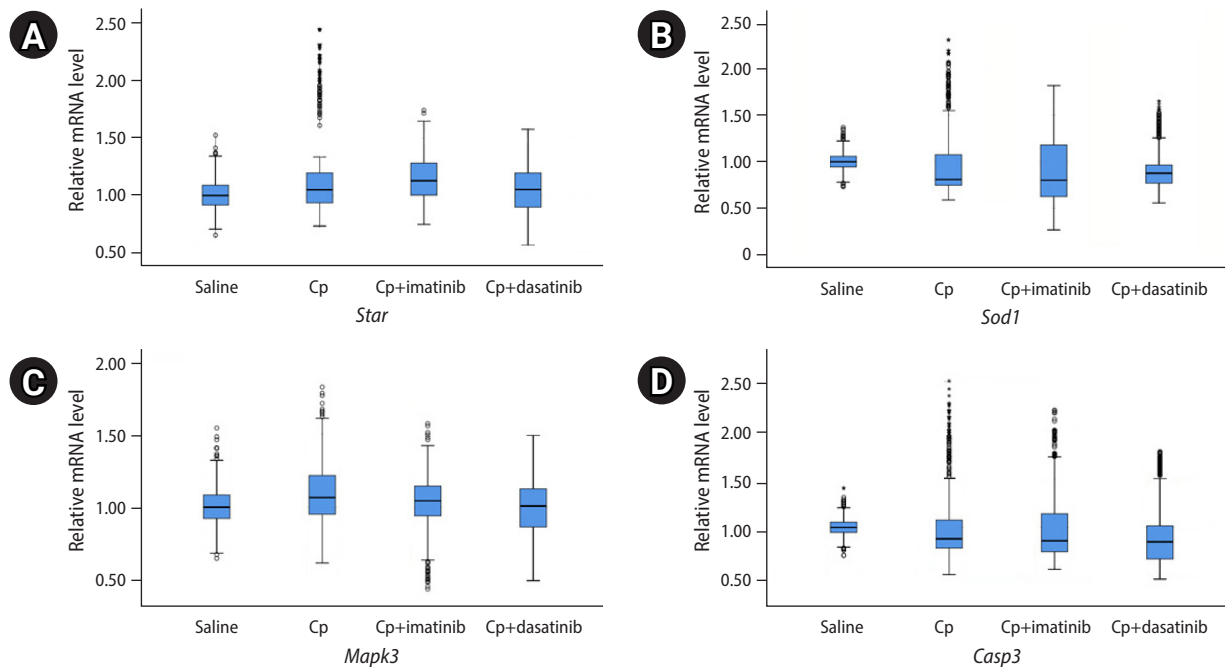 A
Relative mRNA level
2.50
2.00
1.50
1.00
0.50
Saline Cp Cp+imatinib Cp+dasatinib
Star
B
Relative mRNA level
2.50
2.00
1.50
1.00
0.50
0
Saline Cp Cp+imatinib Cp+dasatinib
Sod1
C
Relative mRNA level
2.00
1.50
1.00
0.50
Saline Cp Cp+imatinib Cp+dasatinib
Mapk3
D
Relative mRNA level
2.50
2.00
1.50
1.00
0.50
Saline Cp Cp+imatinib Cp+dasatinib
Casp3